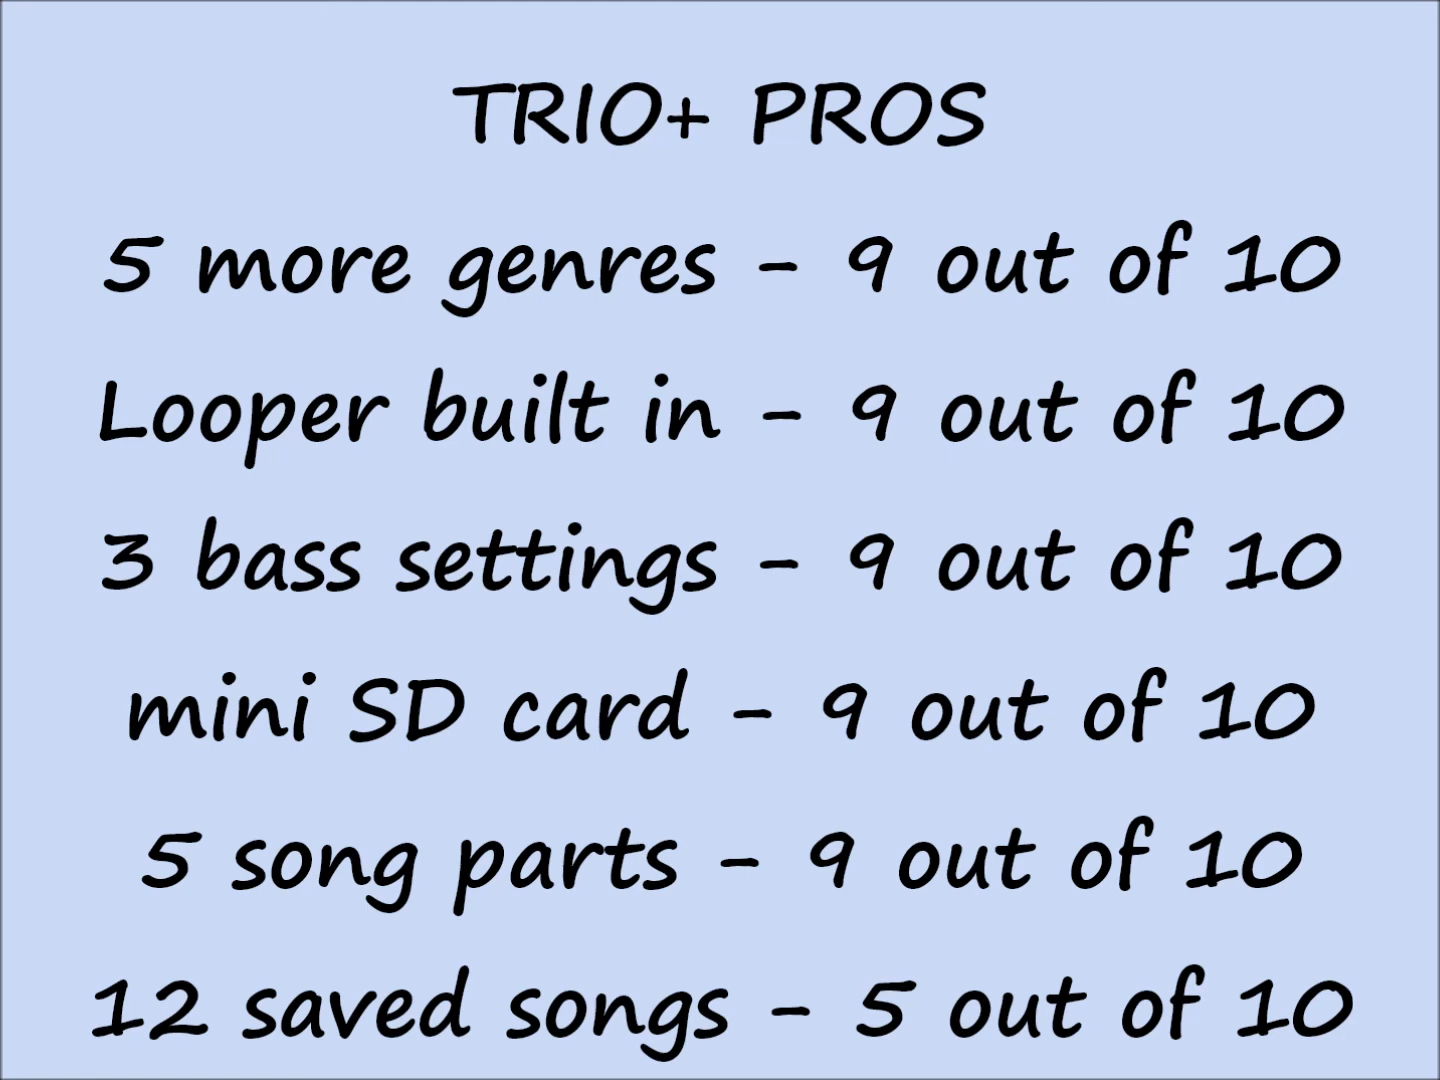 TRIO+ PROS
5 more genres - 9 out of 10
Looper built in - 9 out of 10
3 bass settings - 9 out of 10
mini SD card - 9 out of 10
5 song parts - 9 out of 10
12 saved songs - 5 out of 10